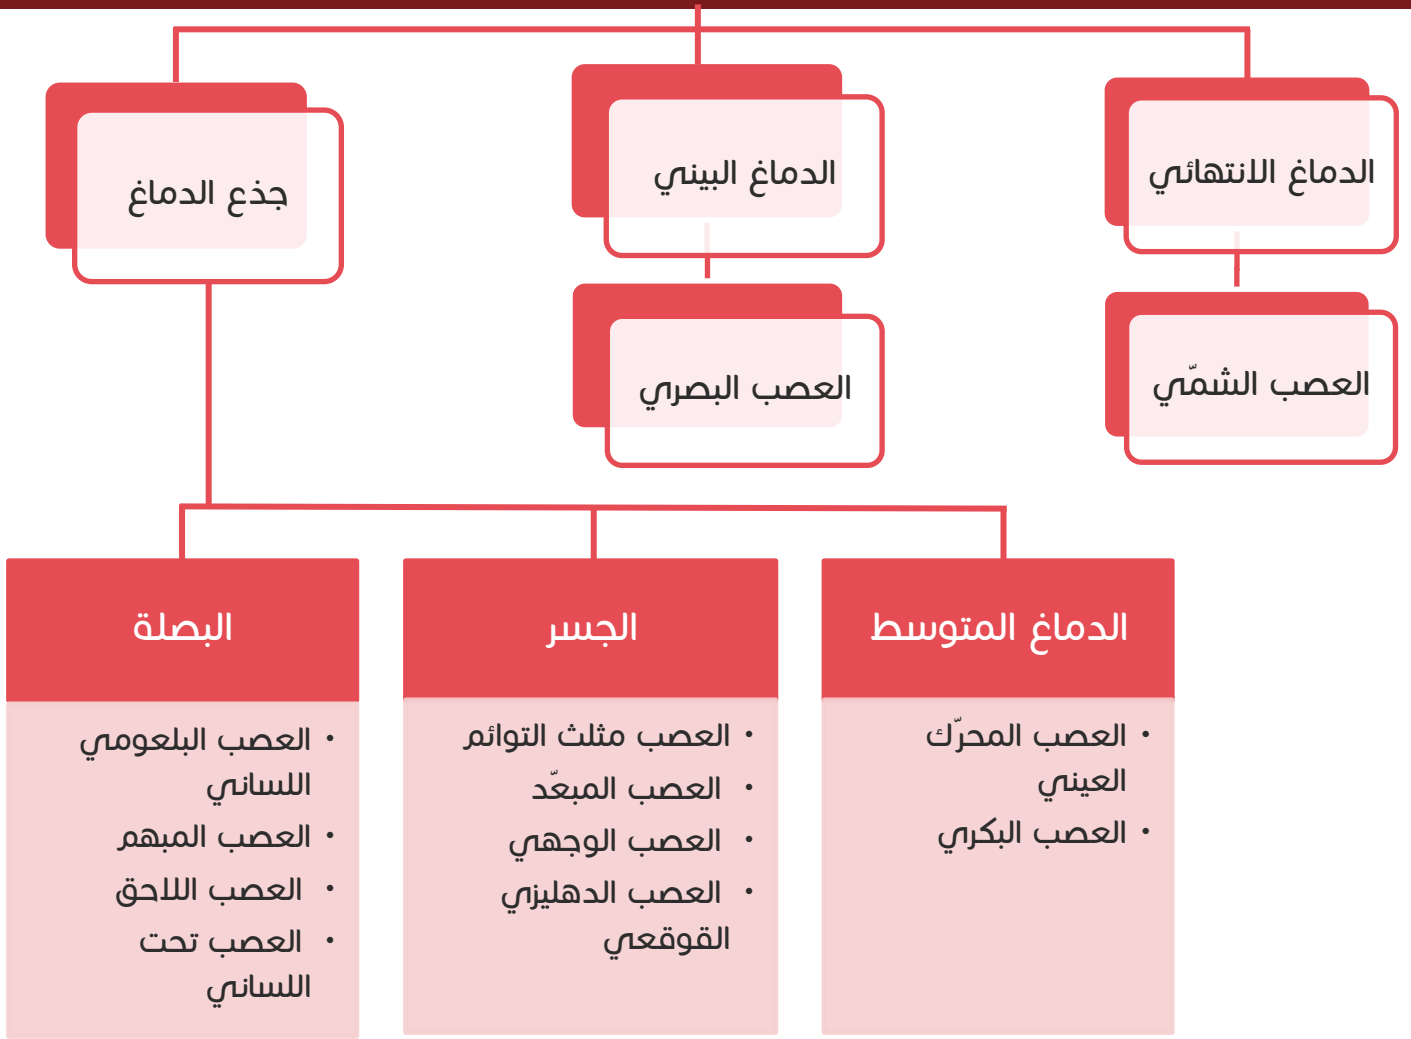 الدماغ الانتهائي
الدماغ البيني
جذع الدماغ
العصب الشمّي
العصب البصري
الدماغ المتوسط
• العصب المحرّك
العيني
• العصب البكري
الجسر
• العصب مثلث التوائم
• العصب المبعّد
• العصب الوجهي
• العصب الدهليزي
القوقعي
البصلة
• العصب البلعومي
اللساني
• العصب المبهم
• العصب اللاحق
• العصب تحت
اللساني